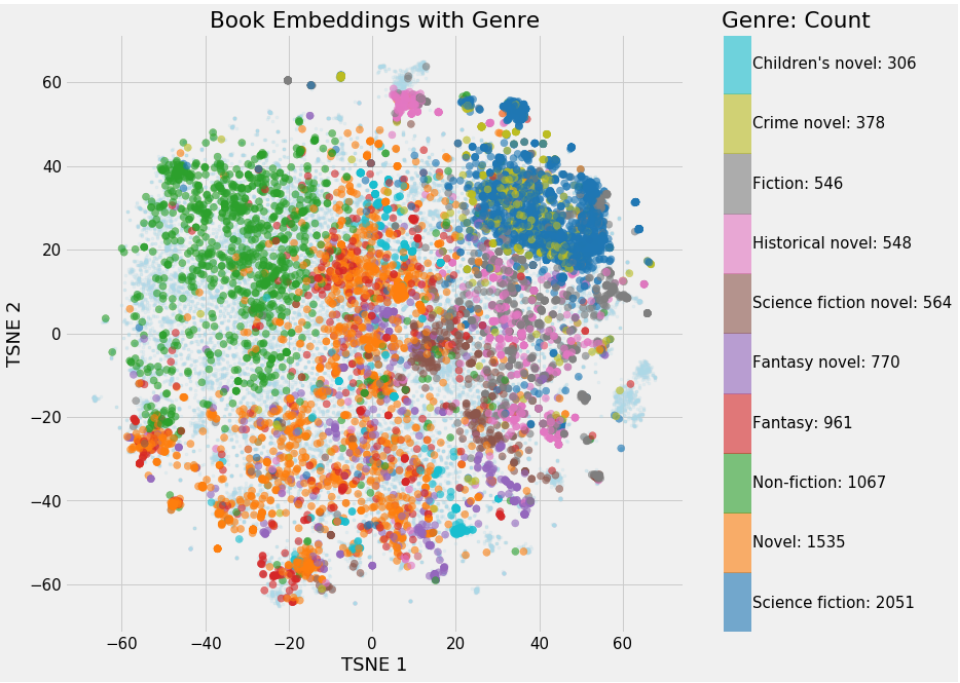 Book Embeddings with Genre
Genre: Count
Children's novel: 306
Crime novel: 378
Fiction: 546
Historical novel: 548
Science fiction novel: 564
Fantasy novel: 770
Fantasy: 961
Non-fiction: 1067
Novel: 1535
Science fiction: 2051
TSNE 2
60
40
20
0
−20
−40
−60
−60 −40 −20 0 20 40 60
TSNE 1